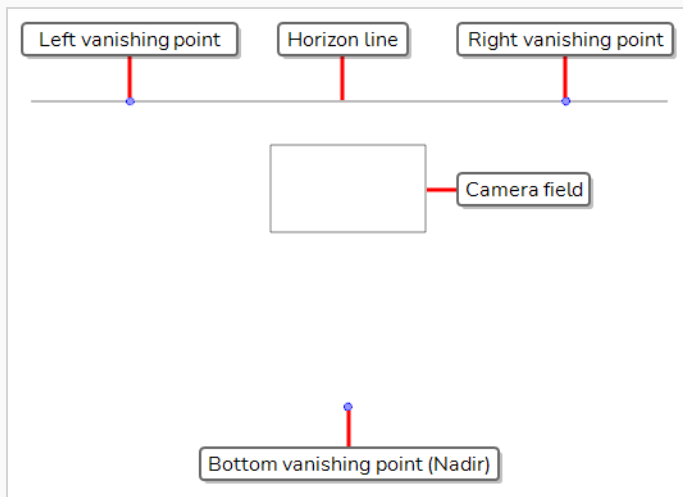 Left vanishing point
Horizon line
Right vanishing point
Camera field
Bottom vanishing point (Nadir)